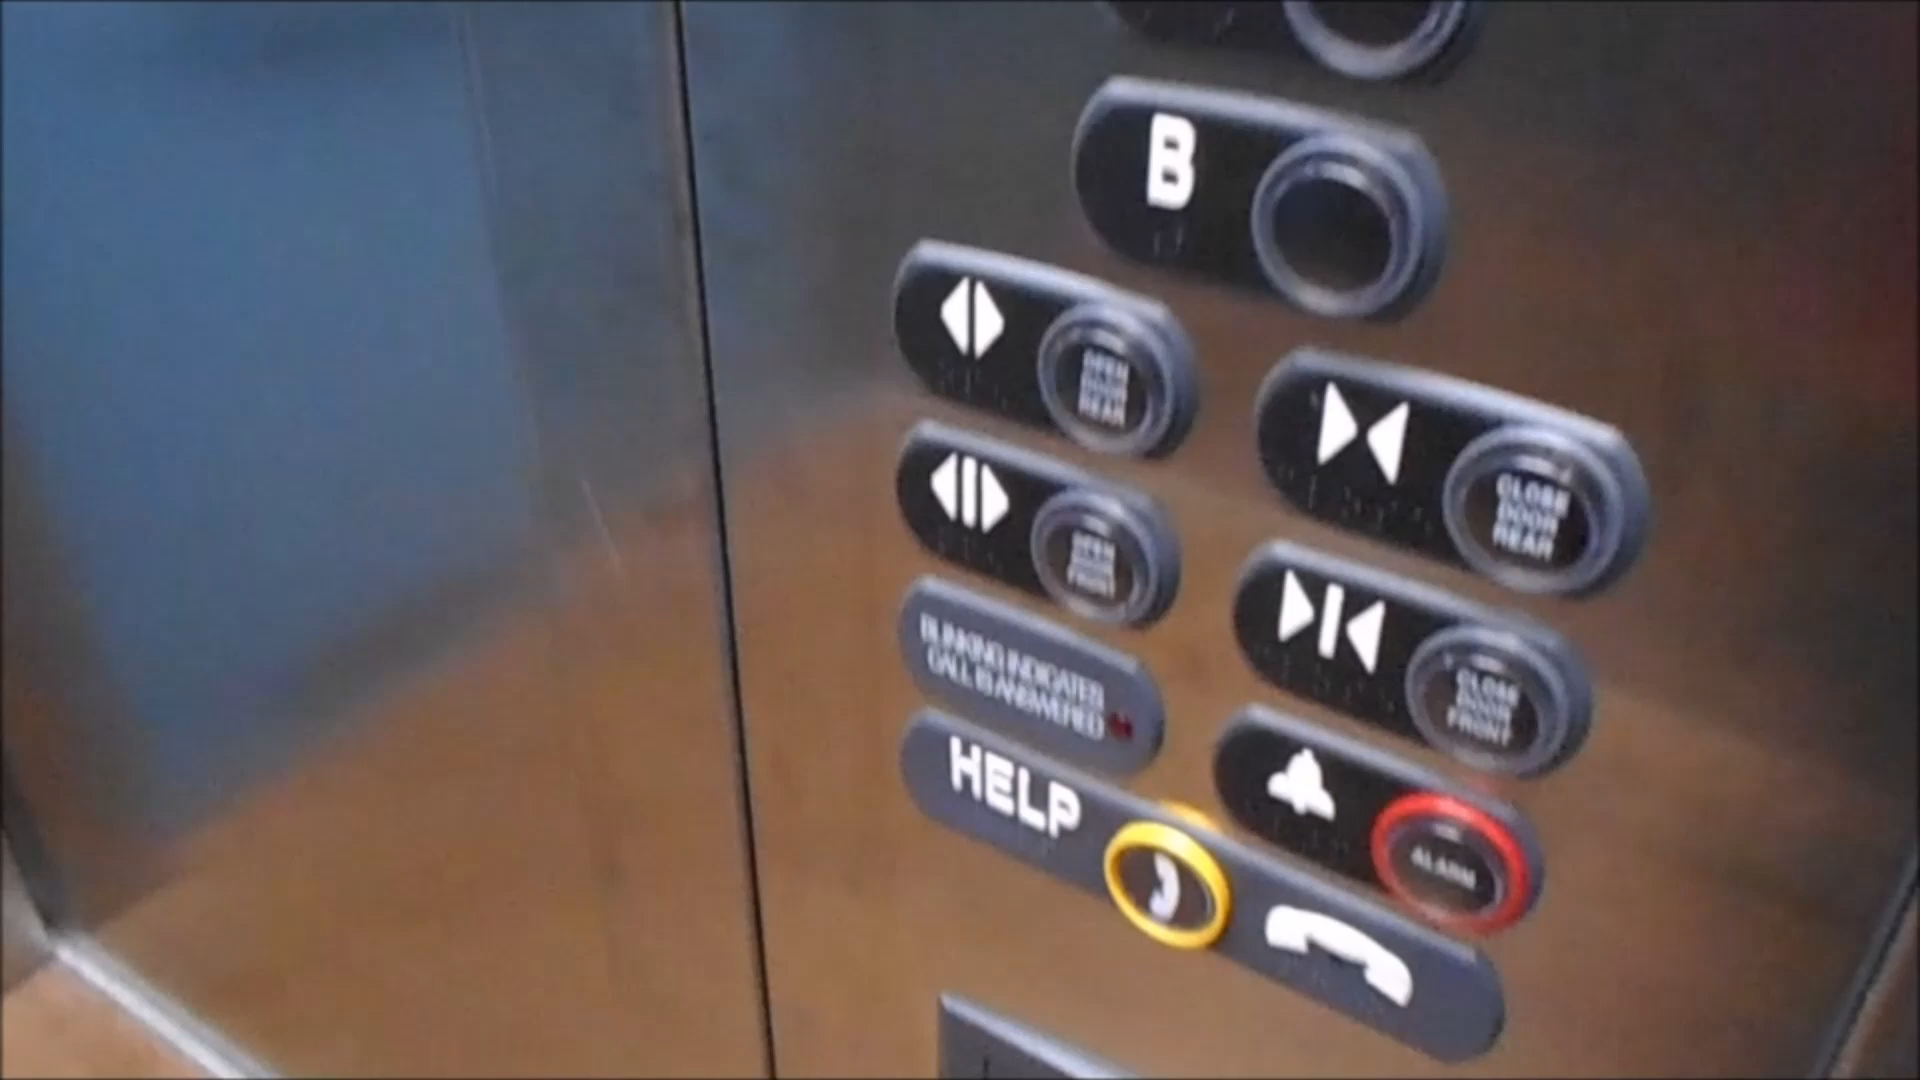 B
OPEN
DOOR
REAR
CLOSE
DOOR
REAR
OPEN
DOOR
FRONT
CLOSE
DOOR
FRONT
BLINKING INDICATES
CALL IS ANSWERED
HELP
ALARM